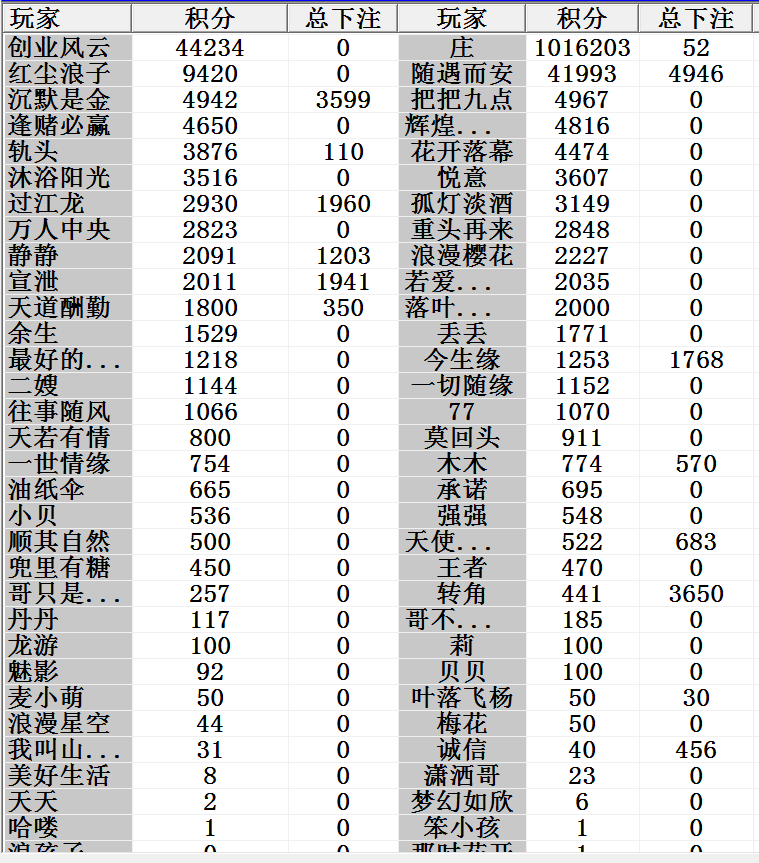 玩家 积分 总下注 玩家 积分 总下注
创业风云 44234 0 庄 1016203 52
红尘浪子 9420 0 随遇而安 41993 4946
沉默是金 4942 3599 把把九点 4967 0
逢赌必赢 4650 0 辉煌... 4816 0
轨头 3876 110 花开落幕 4474 0
沐浴阳光 3516 0 悦意 3607 0
过江龙 2930 1960 孤灯淡酒 3149 0
万人中央 2823 0 重头再来 2848 0
静静 2091 1203 浪漫樱花 2227 0
宣泄 2011 1941 若爱... 2035 0
天道酬勤 1800 350 落叶... 2000 0
余生 1529 0 丢丢 1771 0
最好的... 1218 0 今生缘 1253 1768
二嫂 1144 0 一切随缘 1152 0
往事随风 1066 0 77 1070 0
天若有情 800 0 莫回头 911 0
一世情缘 754 0 木木 774 570
油纸伞 665 0 承诺 695 0
小贝 536 0 强强 548 0
顺其自然 500 0 天使... 522 683
兜里有糖 450 0 王者 470 0
哥只是... 257 0 转角 441 3650
丹丹 117 0 哥不... 185 0
龙游 100 0 莉 100 0
魅影 92 0 贝贝 100 0
麦小萌 50 0 叶落飞杨 50 30
浪漫星空 44 0 梅花 50 0
我叫山... 31 0 诚信 40 456
美好生活 8 0 潇洒哥 23 0
天天 2 0 梦幻如欣 6 0
哈喽 1 0 笨小孩 1 0
浪孩子 0 0 那时花开 1 0